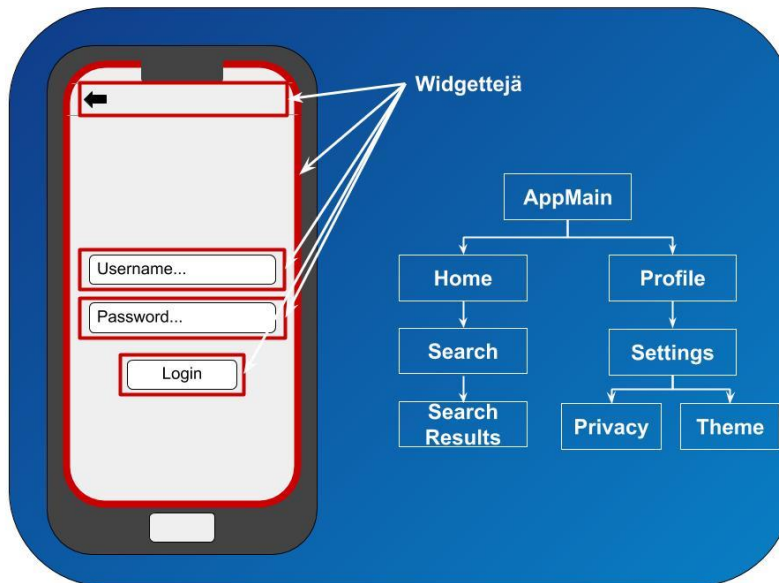 Widgettejä
Username...
Password...
Login
AppMain
Home
Profile
Search
Settings
Search
Results
Privacy
Theme